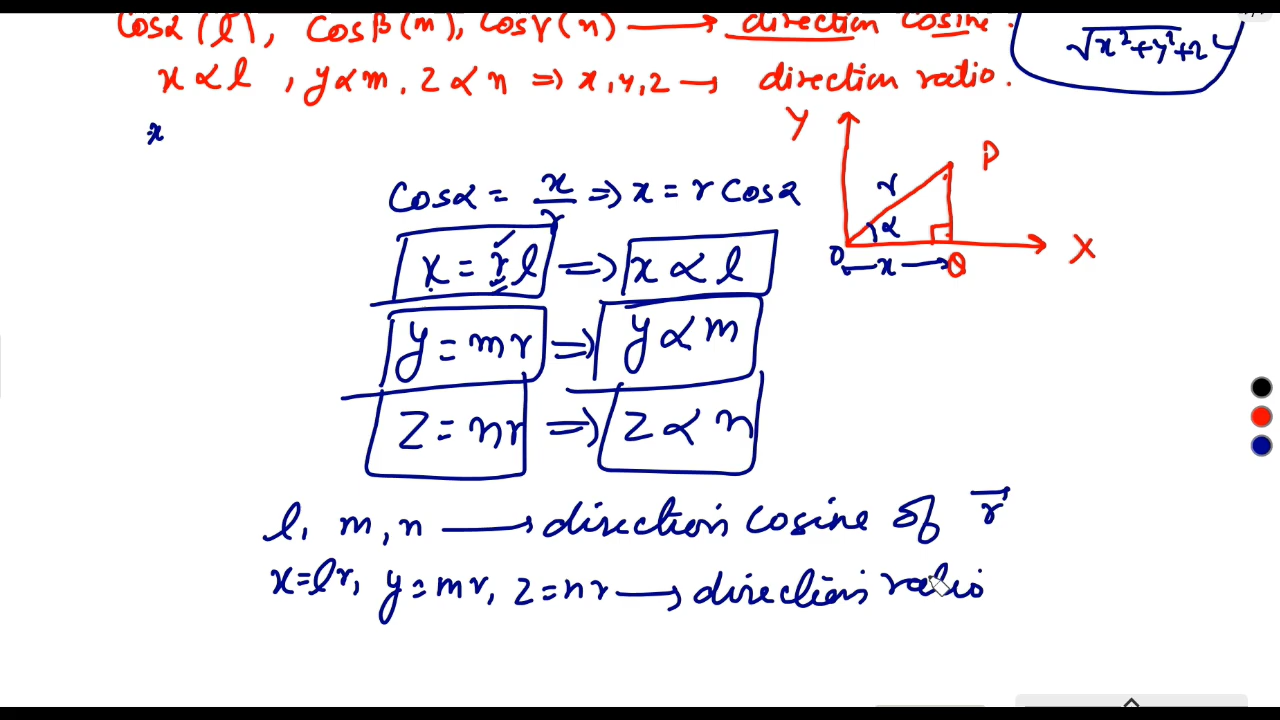 Cosα (l), Cosβ (m), Cosγ (n) ⟶ direction cosine.
√x²+y²+z²
x ∝ l , y ∝ m, z ∝ n ⇒ x, y, z ⟶ direction ratio.
Y
P
r
α
O
x
Q
X
x
Cosα = x/r ⇒ x = r Cosα
x = r l ⇒ x ∝ l
y = mr ⇒ y ∝ m
z = nr ⇒ z ∝ n
l, m, n ⟶ direction cosine of r⃗
x=lr, y=mr, z=nr ⟶ direction ratio